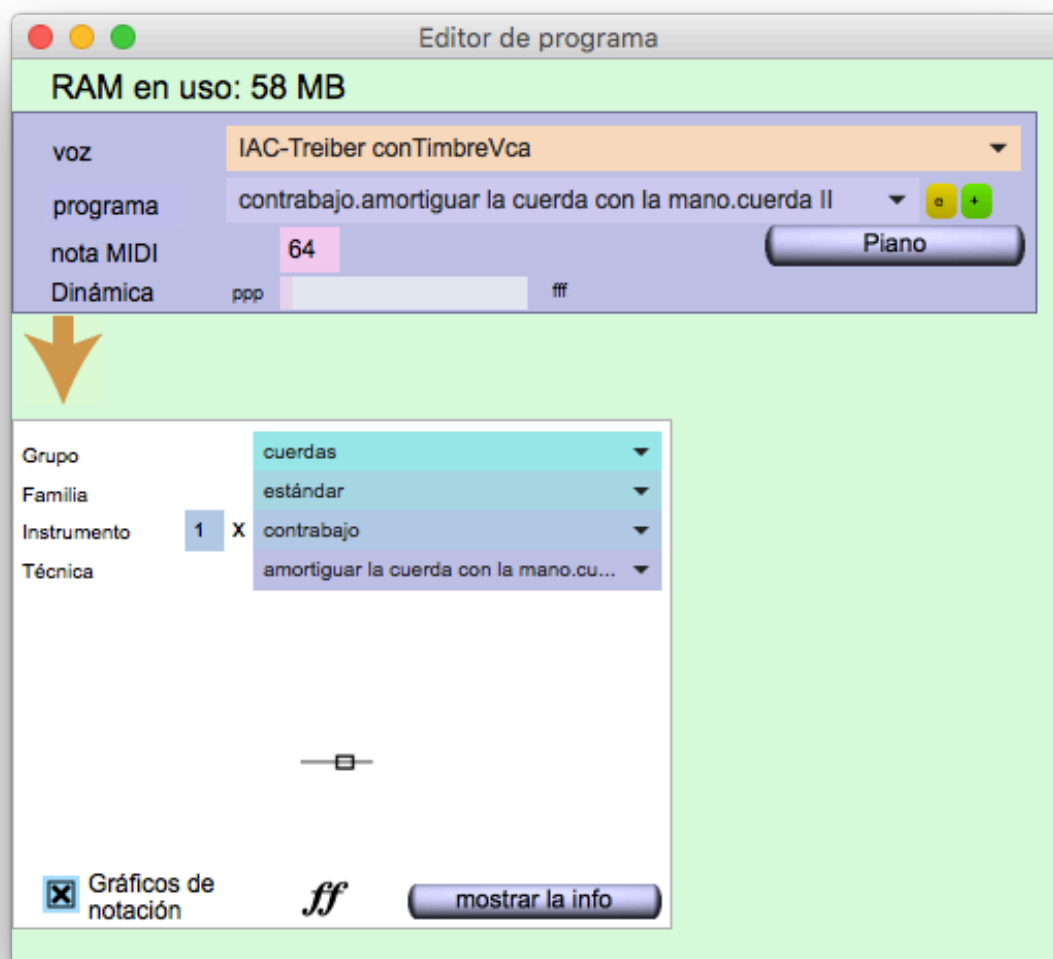 Editor de programa
RAM en uso: 58 MB
voz IAC-Treiber conTimbreVca
programa contrabajo.amortiguar la cuerda con la mano.cuerda II e +
nota MIDI 64 Piano
Dinámica ppp fff
Grupo cuerdas
Familia estándar
Instrumento 1 X contrabajo
Técnica amortiguar la cuerda con la mano.cu...
Gráficos de
notación
ff
mostrar la info